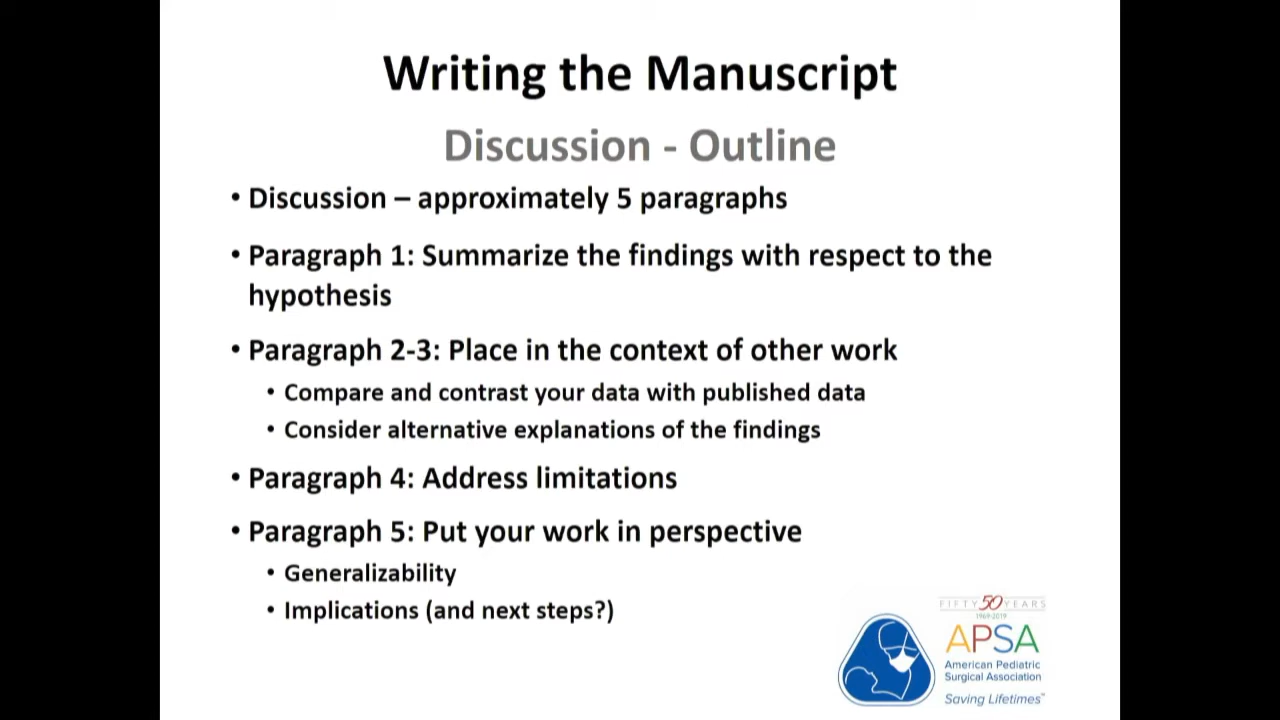 Writing the Manuscript
Discussion - Outline
• Discussion – approximately 5 paragraphs
• Paragraph 1: Summarize the findings with respect to the
hypothesis
• Paragraph 2-3: Place in the context of other work
• Compare and contrast your data with published data
• Consider alternative explanations of the findings
• Paragraph 4: Address limitations
• Paragraph 5: Put your work in perspective
• Generalizability
• Implications (and next steps?)
FIFTY 50 YEARS
1969-2019
APSA
American Pediatric
Surgical Association
Saving Lifetimes™